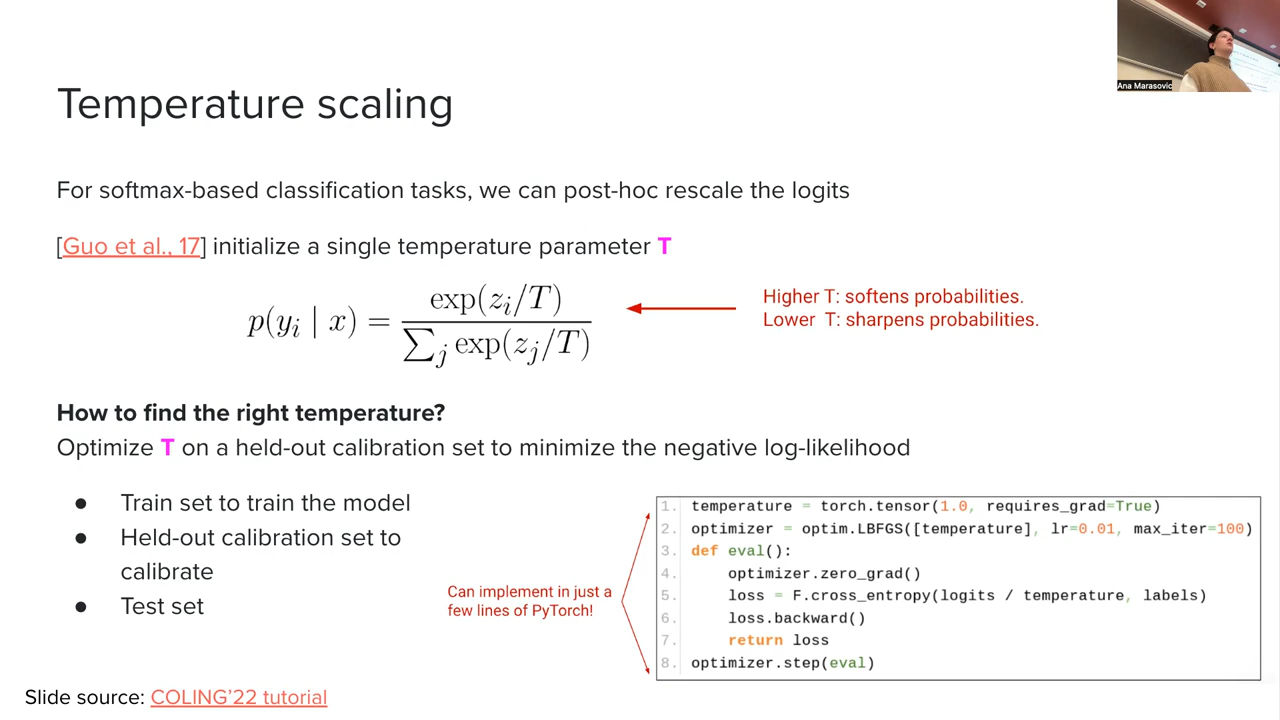 Ana Marasovic
Temperature scaling
For softmax-based classification tasks, we can post-hoc rescale the logits
[Guo et al., 17] initialize a single temperature parameter T
p(y_i | x) = exp(z_i/T) / ∑_j exp(z_j/T)
Higher T: softens probabilities.
Lower T: sharpens probabilities.
How to find the right temperature?
Optimize T on a held-out calibration set to minimize the negative log-likelihood
● Train set to train the model
● Held-out calibration set to
calibrate
● Test set
Can implement in just a
few lines of PyTorch!
1. temperature = torch.tensor(1.0, requires_grad=True)
2. optimizer = optim.LBFGS([temperature], lr=0.01, max_iter=100)
3. def eval():
4.     optimizer.zero_grad()
5.     loss = F.cross_entropy(logits / temperature, labels)
6.     loss.backward()
7.     return loss
8. optimizer.step(eval)
Slide source: COLING'22 tutorial